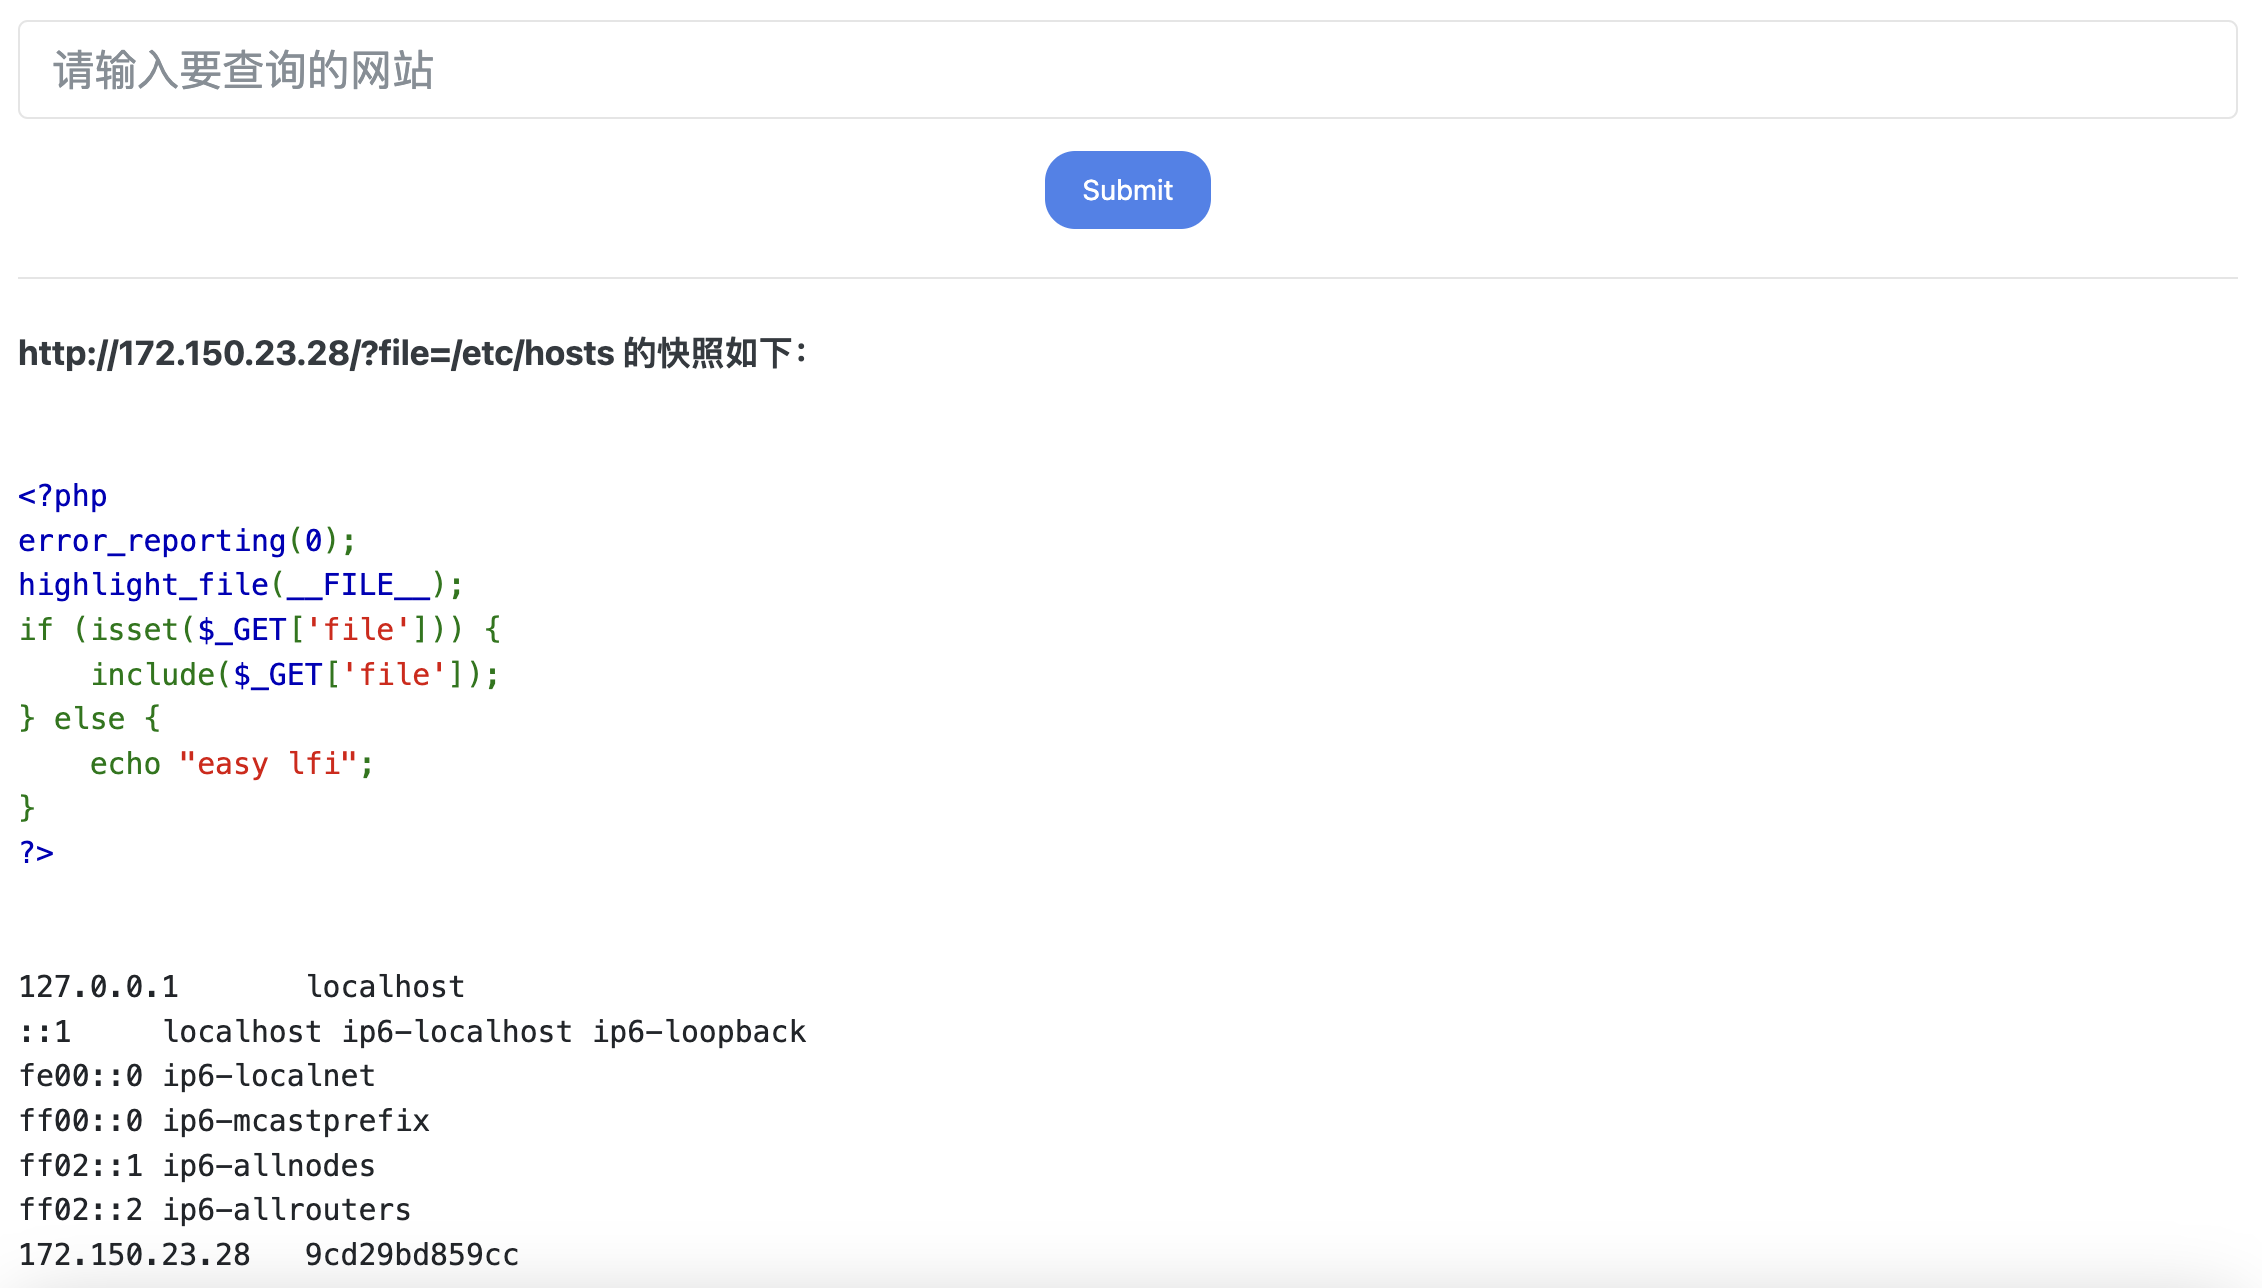 请输入要查询的网站
Submit
http://172.150.23.28/?file=/etc/hosts 的快照如下：
<?php
error_reporting(0);
highlight_file(__FILE__);
if (isset($_GET['file'])) {
    include($_GET['file']);
} else {
    echo "easy lfi";
}
?>
127.0.0.1       localhost
::1     localhost ip6-localhost ip6-loopback
fe00::0 ip6-localnet
ff00::0 ip6-mcastprefix
ff02::1 ip6-allnodes
ff02::2 ip6-allrouters
172.150.23.28   9cd29bd859cc